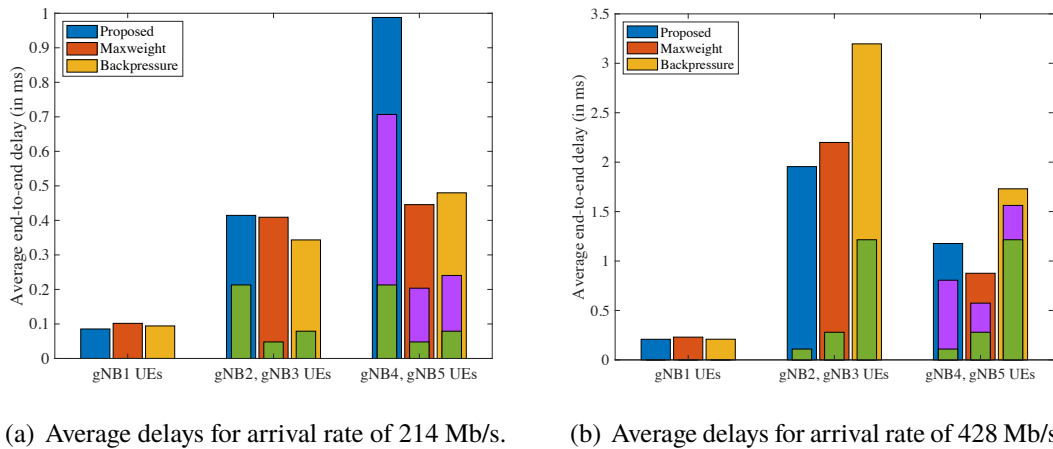 1
0.9
0.8
0.7
0.6
0.5
0.4
0.3
0.2
0.1
0
Average end-to-end delay (in ms)
Proposed
Maxweight
Backpressure
gNB1 UEs
gNB2, gNB3 UEs
gNB4, gNB5 UEs
(a) Average delays for arrival rate of 214 Mb/s.
3.5
3
2.5
2
1.5
1
0.5
0
Average end-to-end delay (in ms)
Proposed
Maxweight
Backpressure
gNB1 UEs
gNB2, gNB3 UEs
gNB4, gNB5 UEs
(b) Average delays for arrival rate of 428 Mb/s